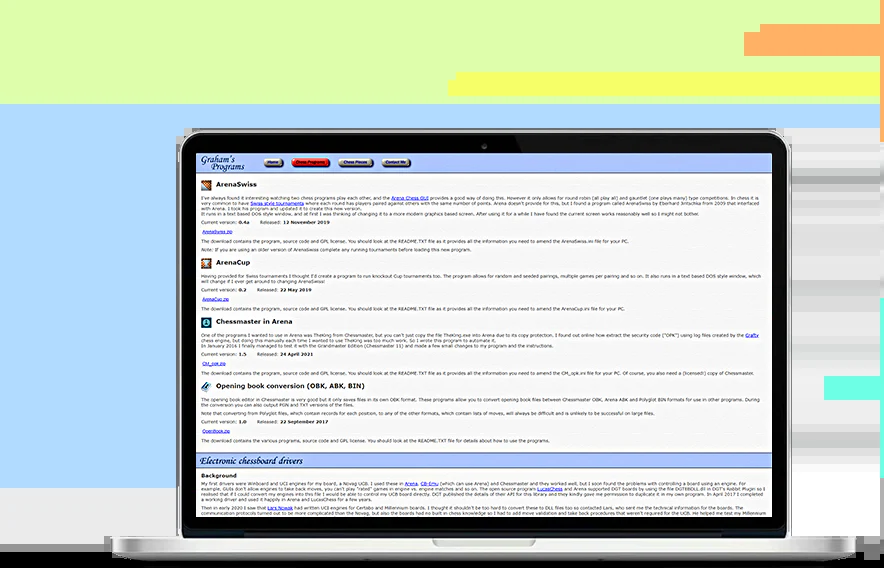 Graham's
Programs
Home
Chess Programs
Chess Pieces
Contact Me
ArenaSwiss
I've always found it interesting watching two chess programs play each other, and the Arena Chess GUI provides a good way of doing this. However it only allows for round robin (all play all) and gauntlet (one plays many) type competitions. In chess it is
very common to have Swiss style tournaments where each round has players paired against others with the same number of points. Arena doesn't provide for this, but I found a program called ArenaSwiss by Eberhard Jiritschka from 2009 that interfaced
with Arena. I took his program and updated it to create this new version.
It runs in a text based DOS style window, and at first I was thinking of changing it to a more modern graphics based screen. After using it for a while I have found the current screen works reasonably well so I might not bother.
Current version: 0.4a Released: 12 November 2019
ArenaSwiss.zip
The download contains the program, source code and GPL license. You should look at the README.TXT file as it provides all the information you need to amend the ArenaSwiss.ini file for your PC.
Note: If you are using an older version of ArenaSwiss complete any running tournaments before loading this new program.
ArenaCup
Having provided for Swiss tournaments I thought I'd create a program to run knockout Cup tournaments too. The program allows for random and seeded pairings, multiple games per pairing and so on. It also runs in a text based DOS style window, which
will change if I ever get around to changing ArenaSwiss!
Current version: 0.2 Released: 22 May 2019
ArenaCup.zip
The download contains the program, source code and GPL license. You should look at the README.TXT file as it provides all the information you need to amend the ArenaCup.ini file for your PC.
Chessmaster in Arena
One of the programs I wanted to use in Arena was TheKing from Chessmaster, but you can't just copy the file TheKing.exe into Arena due to its copy protection. I found out online how extract the security code ("OPK") using log files created by the Crafty
chess engine, but doing this manually each time I wanted to use TheKing was too much work. So I wrote this program to automate it.
In January 2016 I finally managed to test it with the Grandmaster Edition (Chessmaster 11) and made a few small changes to my program and the instructions.
Current version: 1.5 Released: 24 April 2021
CM_opk.zip
The download contains the program, source code and GPL license. You should look at the README.TXT file as it provides all the information you need to amend the CM_opk.ini file for your PC. Of course, you also need a (licensed!) copy of Chessmaster.
Opening book conversion (OBK, ABK, BIN)
The opening book editor in Chessmaster is very good but it only saves files in its own OBK format. These programs allow you to convert opening book files between Chessmaster OBK, Arena ABK and Polyglot BIN formats for use in other programs. During
the conversion you can also output PGN and TXT versions of the files.
Note that converting from Polyglot files, which contain records for each position, to any of the other formats, which contain lists of moves, will always be difficult and is unlikely to be successful on large files.
Current version: 1.0 Released: 22 September 2017
OpenBook.zip
The download contains the various programs, source code and GPL license. You should look at the README.TXT file for details about how to use the programs.
Electronic chessboard drivers
Background
My first drivers were Winboard and UCI engines for my board, a Novag UCB. I used these in Arena, CB-Emu (which can use Arena) and Chessmaster and they worked well, but I soon found the problems with controlling a board using an engine. For
example, GUIs don't allow engines to take back moves, you can't play "rated" games in engine vs. engine matches and so on. The open source program LucasChess and Arena supported DGT boards by using the file DGTEBDLL.dll in DGT's Rabbit Plugin so I
realised that if I could convert my engines into this file I would be able to control my UCB board directly. DGT published the details of their API for this library and they kindly gave me permission to duplicate it in my own program. In April 2017 I completed
a working driver and used it happily in Arena and LucasChess for a few years.
Then in early 2020 I saw that Lars Nowak had written UCI engines for Certabo and Millennium boards. I thought it shouldn't be too hard to convert these to DLL files too so contacted Lars, who sent me the technical information for the boards. The
communication protocols turned out to be more complicated than the Novag, but also the boards had no built in chess knowledge so I had to add move validation and take back procedures that weren't required for the UCB. He helped me test my Millennium